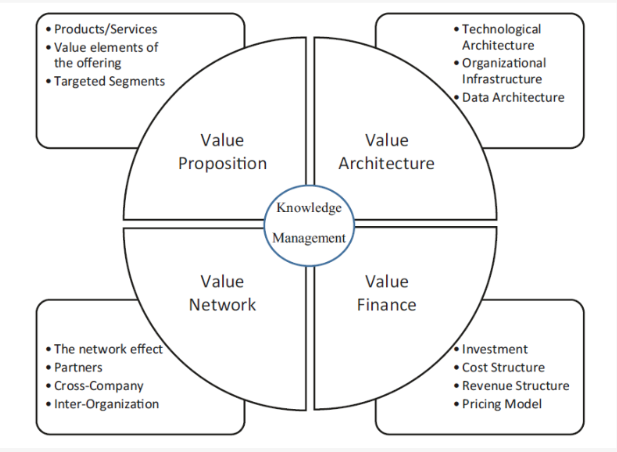 • Products/Services
• Value elements of
the offering
• Targeted Segments
• Technological
Architecture
• Organizational
Infrastructure
• Data Architecture
Value
Proposition
Value
Architecture
Knowledge
Management
Value
Network
Value
Finance
• The network effect
• Partners
• Cross-Company
• Inter-Organization
• Investment
• Cost Structure
• Revenue Structure
• Pricing Model